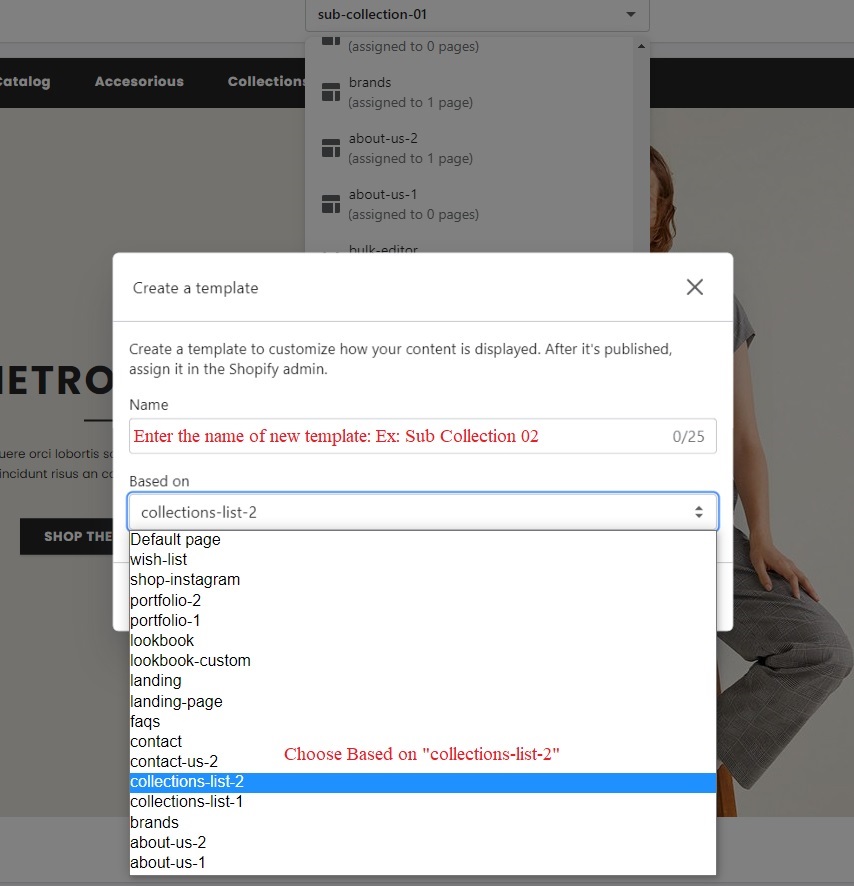 sub-collection-01
(assigned to 0 pages)
Catalog Accesorious Collections
brands
(assigned to 1 page)
about-us-2
(assigned to 1 page)
about-us-1
(assigned to 0 pages)
bulk-editor
Create a template
Create a template to customize how your content is displayed. After it's published,
assign it in the Shopify admin.
Name
Enter the name of new template: Ex: Sub Collection 02 0/25
Based on
collections-list-2
orci lobortis
risus an
SHOP THE
Default page
wish-list
shop-instagram
portfolio-2
portfolio-1
lookbook
lookbook-custom
landing
landing-page
faqs
contact
contact-us-2
Choose Based on "collections-list-2"
collections-list-2
collections-list-1
brands
about-us-2
about-us-1